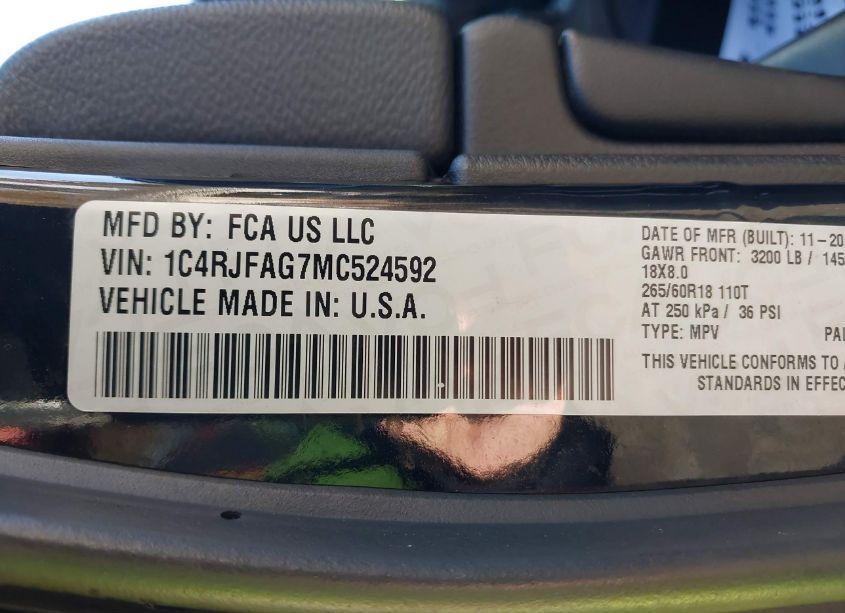 MFD BY: FCA US LLC
VIN: 1C4RJFAG7MC524592
VEHICLE MADE IN: U.S.A.
DATE OF MFR (BUILT): 11-20
GAWR FRONT: 3200 LB / 145
18X8.0
265/60R18 110T
AT 250 kPa / 36 PSI
TYPE: MPV PAI
THIS VEHICLE CONFORMS TO
STANDARDS IN EFFEC